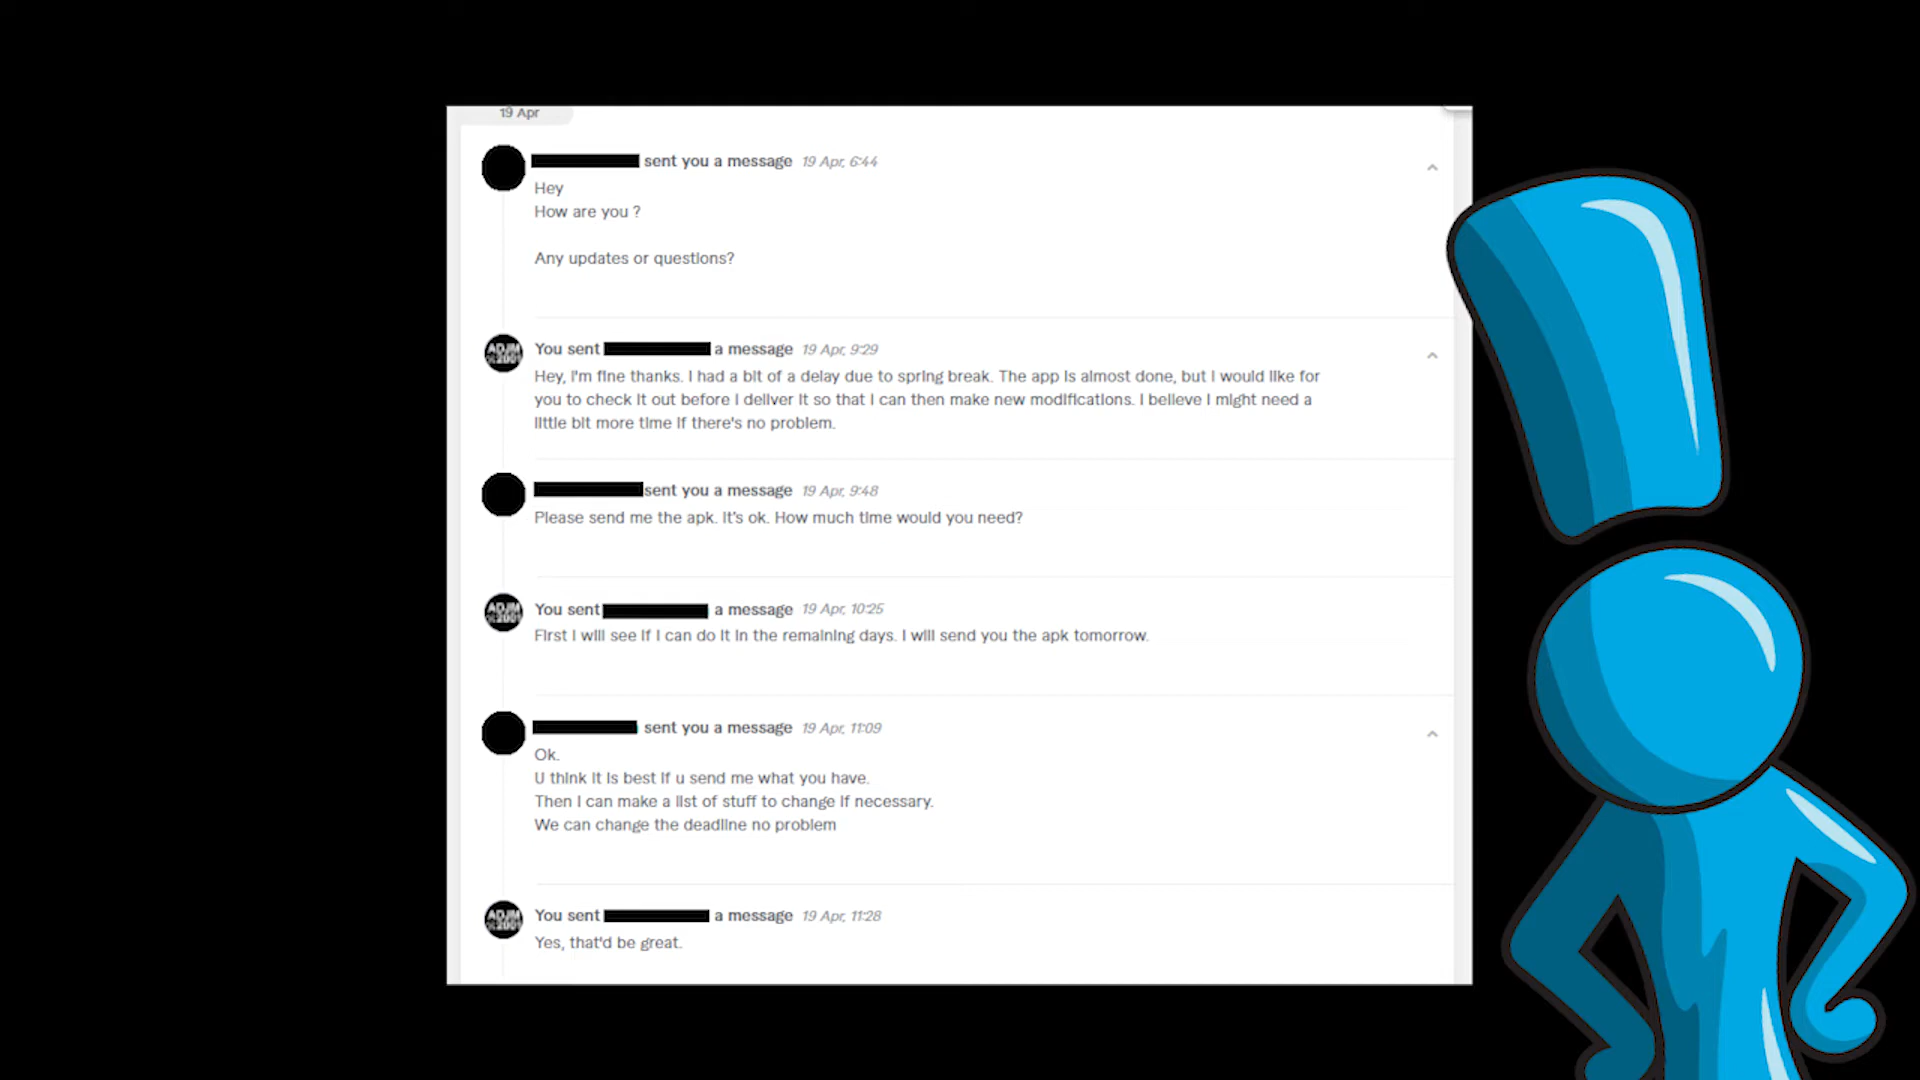 19 Apr
sent you a message 19 Apr, 6:44
Hey
How are you ?
Any updates or questions?
ADJM
You sent a message 19 Apr, 9:29
Hey, I'm fine thanks. I had a bit of a delay due to spring break. The app is almost done, but I would like for
you to check it out before I deliver it so that I can then make new modifications. I believe I might need a
little bit more time if there's no problem.
sent you a message 19 Apr, 9:48
Please send me the apk. It's ok. How much time would you need?
ADJM
You sent a message 19 Apr, 10:25
First I will see if I can do it in the remaining days. I will send you the apk tomorrow.
sent you a message 19 Apr, 11:09
Ok.
U think it is best if u send me what you have.
Then I can make a list of stuff to change if necessary.
We can change the deadline no problem
ADJM
You sent a message 19 Apr, 11:28
Yes, that'd be great.